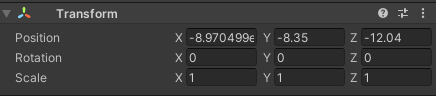 Transform
Position X -8.970499e Y -8.35 Z -12.04
Rotation X 0 Y 0 Z 0
Scale X 1 Y 1 Z 1